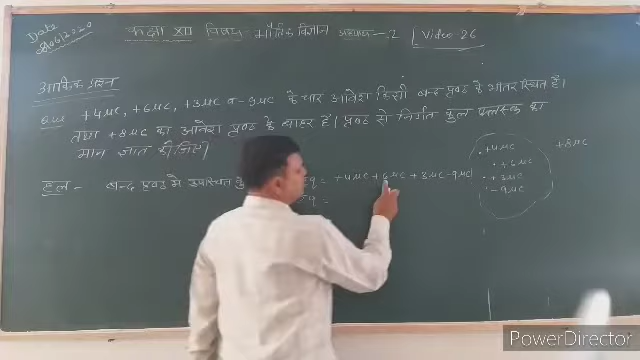 Date
कक्षा XII विषय- भौतिक विज्ञान अध्याय-2 Video 26
आंकिक प्रश्न
+4μC, +6μC, +3μC व -9μC के चार आवेश किसी बन्द पृष्ठ के भीतर स्थित हैं।
तथा +8μC का आवेश पृष्ठ के बाहर है। पृष्ठ से निर्गत कुल फ्लक्स का
मान ज्ञात कीजिए।
हल- बन्द पृष्ठ में उपस्थित q = +4μC +6μC +3μC -9μC
q =
+4μC
+6μC
+3μC
-9μC
+8μC
PowerDirector